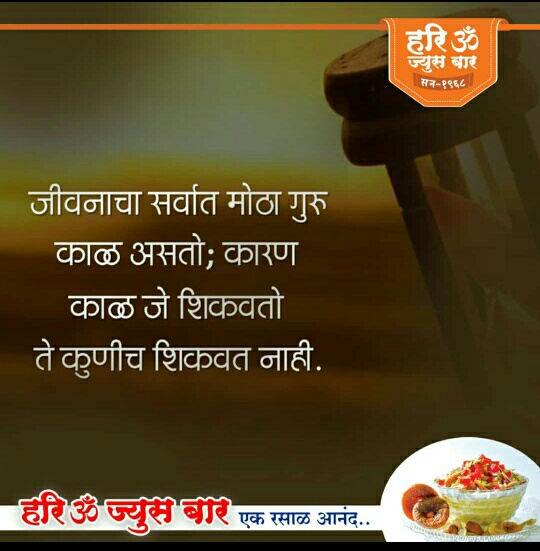 हरि ॐ
ज्युस बार
सन-१९६८
जीवनाचा सर्वात मोठा गुरू
काळ असतो; कारण
काळ जे शिकवतो
ते कुणीच शिकवत नाही.
हरि ॐ ज्युस बार एक रसाळ आनंद..